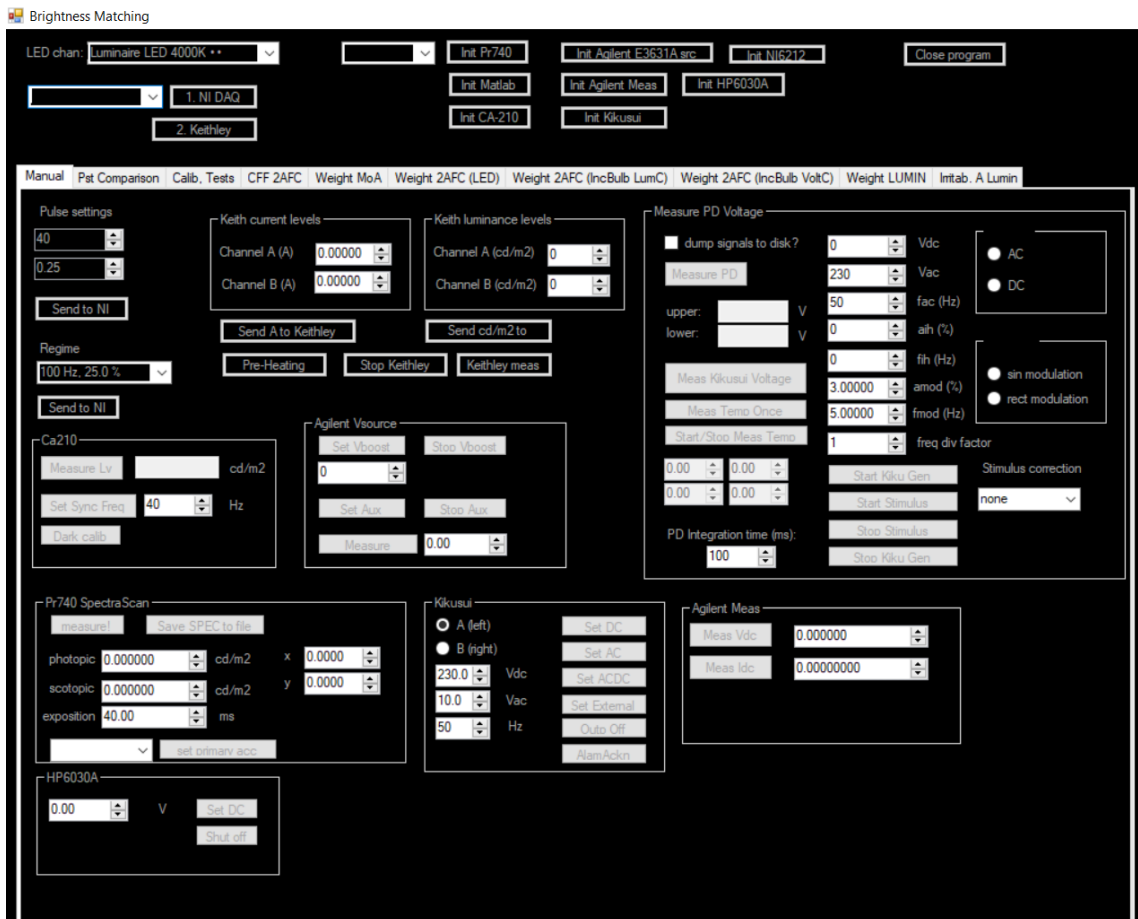 Brightness Matching
LED chan: Luminaire LED 4000K ••
Init Pr740
Init Agilent E3631A src
Init NI6212
Close program
Init Matlab
Init Agilent Meas
Init HP6030A
1. NI DAQ
Init CA-210
Init Kikusui
2. Keithley
Manual Pst Comparison Calib, Tests CFF 2AFC Weight MoA Weight 2AFC (LED) Weight 2AFC (IncBulb LumC) Weight 2AFC (IncBulb VoltC) Weight LUMIN Irritab. A Lumin
Pulse settings
40
0.25
Send to NI
Regime
100 Hz, 25.0 %
Send to NI
Keith current levels
Channel A (A) 0.00000
Channel B (A) 0.00000
Send A to Keithley
Keith luminance levels
Channel A (cd/m2) 0
Channel B (cd/m2) 0
Send cd/m2 to
Pre-Heating
Stop Keithley
Keithley meas
Measure PD Voltage
dump signals to disk?
Measure PD
upper: V
lower: V
Meas Kikusui Voltage
Meas Temp Once
Start/Stop Meas Temp
0.00 0.00
0.00 0.00
PD Integration time (ms):
100
0 Vdc
230 Vac
50 fac (Hz)
0 aih (%)
0 fih (Hz)
3.00000 amod (%)
5.00000 fmod (Hz)
1 freq div factor
AC
DC
sin modulation
rect modulation
Start Kiku Gen
Start Stimulus
Stop Stimulus
Stop Kiku Gen
Stimulus correction
none
Ca210
Measure Lv cd/m2
Set Sync Freq 40 Hz
Dark calib
Agilent Vsource
Set Vboost Stop Vboost
0
Set Aux Stop Aux
Measure 0.00
Pr740 SpectraScan
measure! Save SPEC to file
photopic 0.000000 cd/m2 x 0.0000
scotopic 0.000000 cd/m2 y 0.0000
exposition 40.00 ms
set primary acc
Kikusui
A (left)
B (right)
230.0 Vdc
10.0 Vac
50 Hz
Set DC
Set AC
Set ACDC
Set External
Outo Off
AlamAckn
Agilent Meas
Meas Vdc 0.000000
Meas Idc 0.00000000
HP6030A
0.00 V Set DC
Shut off